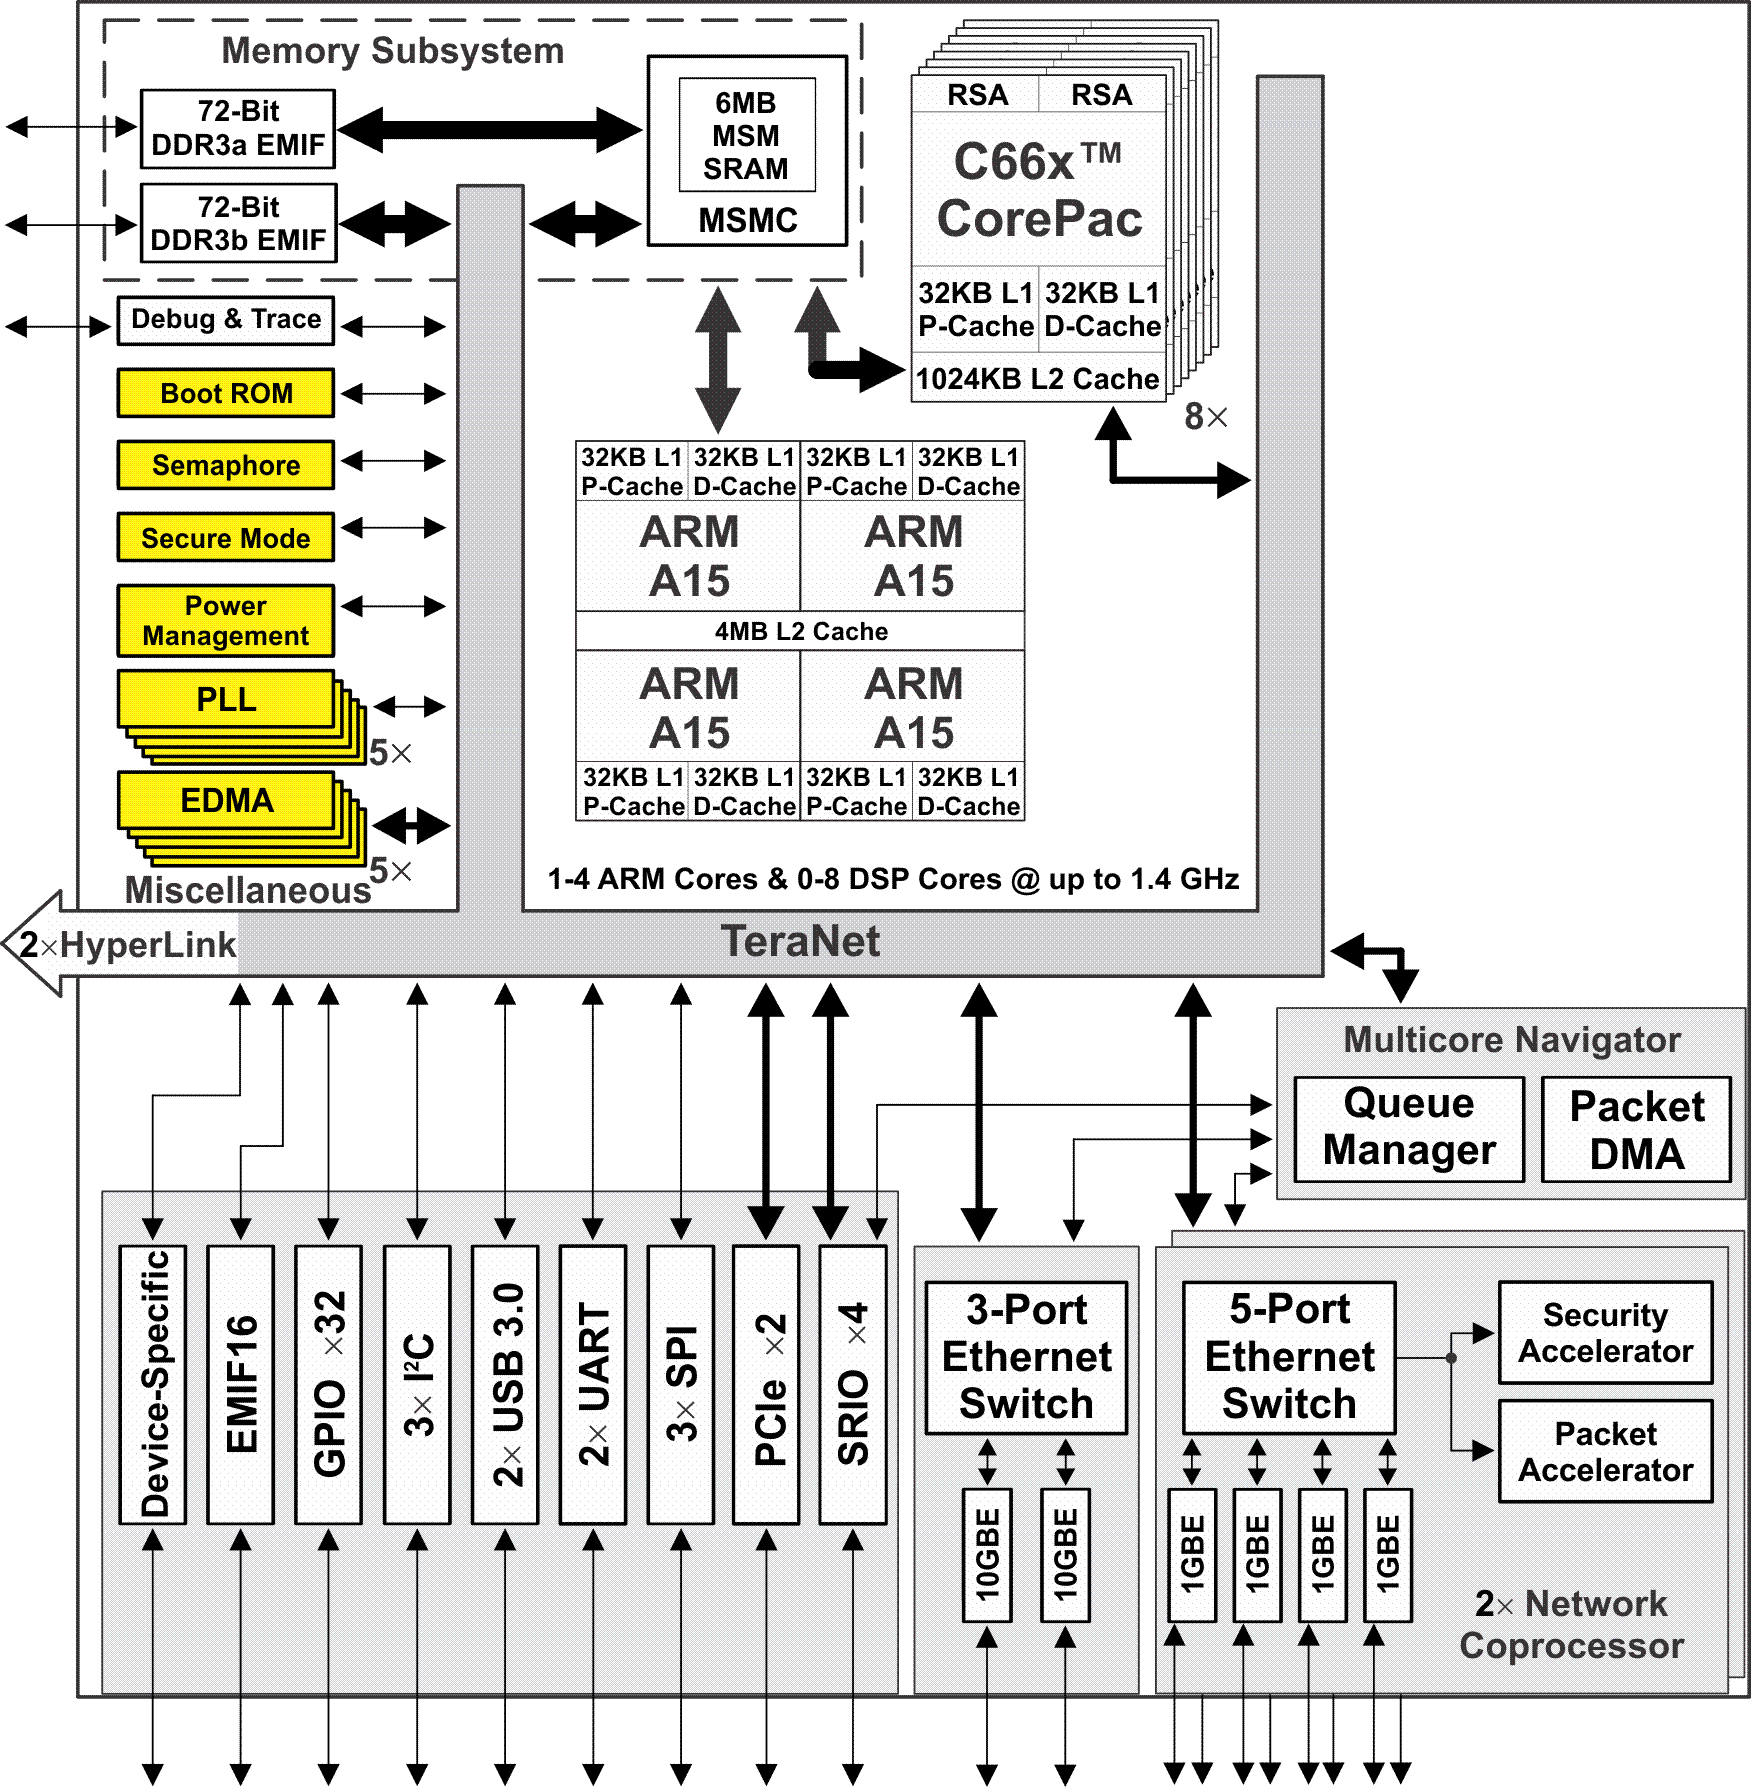 Memory Subsystem
72-Bit
DDR3a EMIF
72-Bit
DDR3b EMIF
6MB
MSM
SRAM
MSMC
RSA RSA
C66x™
CorePac
32KB L1 32KB L1
P-Cache D-Cache
1024KB L2 Cache
8×
Debug & Trace
Boot ROM
Semaphore
Secure Mode
Power
Management
PLL
5×
EDMA
5×
Miscellaneous
32KB L1 32KB L1 32KB L1 32KB L1
P-Cache D-Cache P-Cache D-Cache
ARM ARM
A15 A15
4MB L2 Cache
ARM ARM
A15 A15
32KB L1 32KB L1 32KB L1 32KB L1
P-Cache D-Cache P-Cache D-Cache
1-4 ARM Cores & 0-8 DSP Cores @ up to 1.4 GHz
2×HyperLink
TeraNet
Multicore Navigator
Queue
Manager
Packet
DMA
Device-Specific
EMIF16
GPIO ×32
3× I²C
2× USB 3.0
2× UART
3× SPI
PCIe ×2
SRIO ×4
3-Port
Ethernet
Switch
10GBE
10GBE
5-Port
Ethernet
Switch
1GBE
1GBE
1GBE
1GBE
Security
Accelerator
Packet
Accelerator
2× Network
Coprocessor